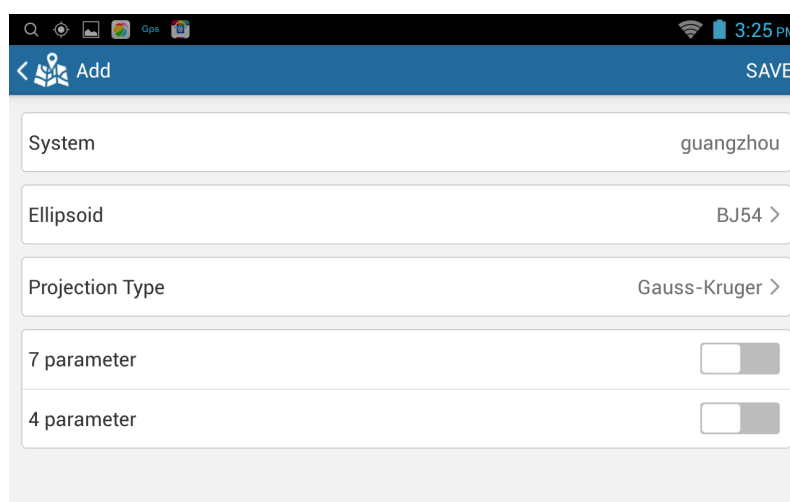 Gps 3:25 PM
Add SAVE
System guangzhou
Ellipsoid BJ54
Projection Type Gauss-Kruger
7 parameter
4 parameter